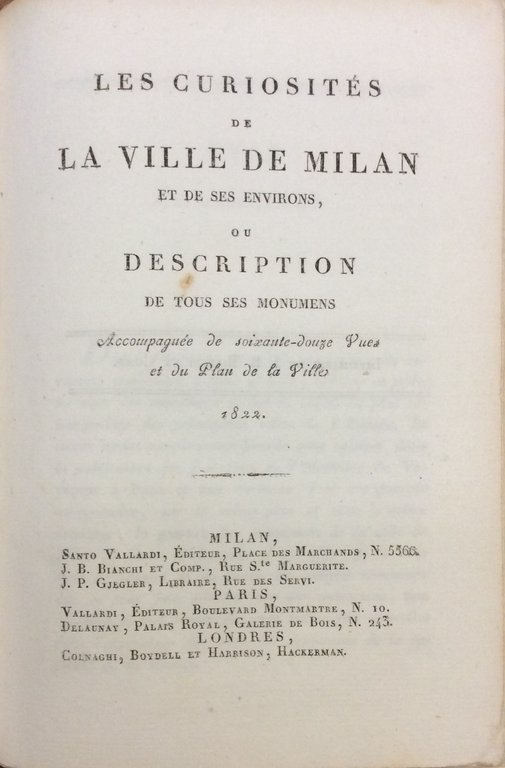 LES CURIOSITÉS
DE
LA VILLE DE MILAN
ET DE SES ENVIRONS,
OU
DESCRIPTION
DE TOUS SES MONUMENS
Accompagnée de soixante-douze Vues
et du Plan de la Ville
1822.
MILAN,
SANTO VALLARDI, ÉDITEUR, PLACE DES MARCHANDS, N. 5566.
J. B. BIANCHI ET COMP., RUE S.te MARGUERITE.
J. P. GJEGLER, LIBRAIRE, RUE DES SERVI.
PARIS,
VALLARDI, ÉDITEUR, BOULEVARD MONTMARTRE, N. 10.
DELAUNAY, PALAIS ROYAL, GALERIE DE BOIS, N. 243.
LONDRES,
COLNAGHI, BOYDELL ET HARRISON, HACKERMAN.